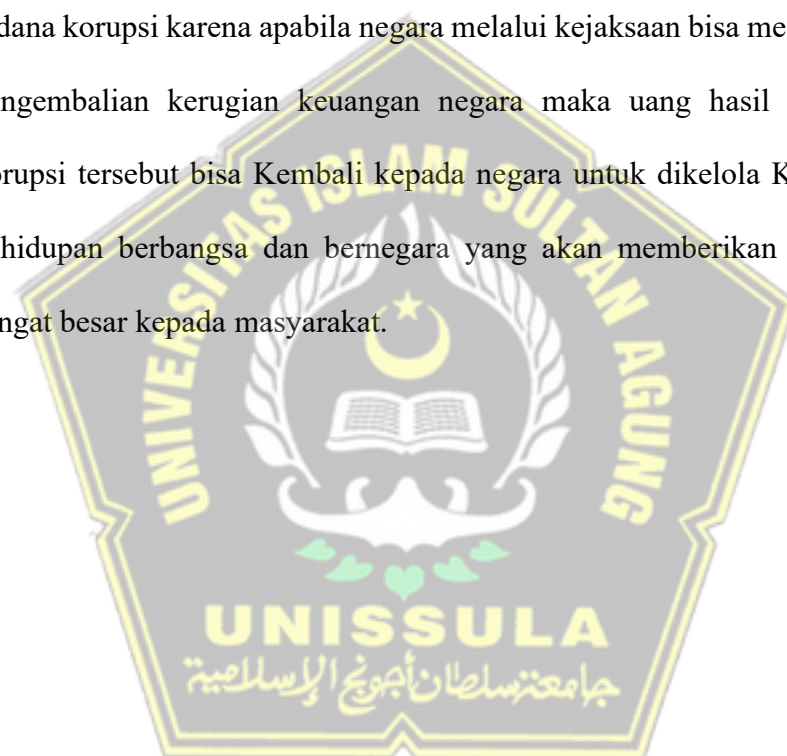 dana korupsi karena apabila negara melalui kejaksaan bisa me
ngembalian kerugian keuangan negara maka uang hasil
orupsi tersebut bisa Kembali kepada negara untuk dikelola K
hidupan berbangsa dan bernegara yang akan memberikan
ngat besar kepada masyarakat.
UNIVERSITAS ISLAM SULTAN AGUNG
UNISSULA
جامعتسلطان أجونج الإسلامية